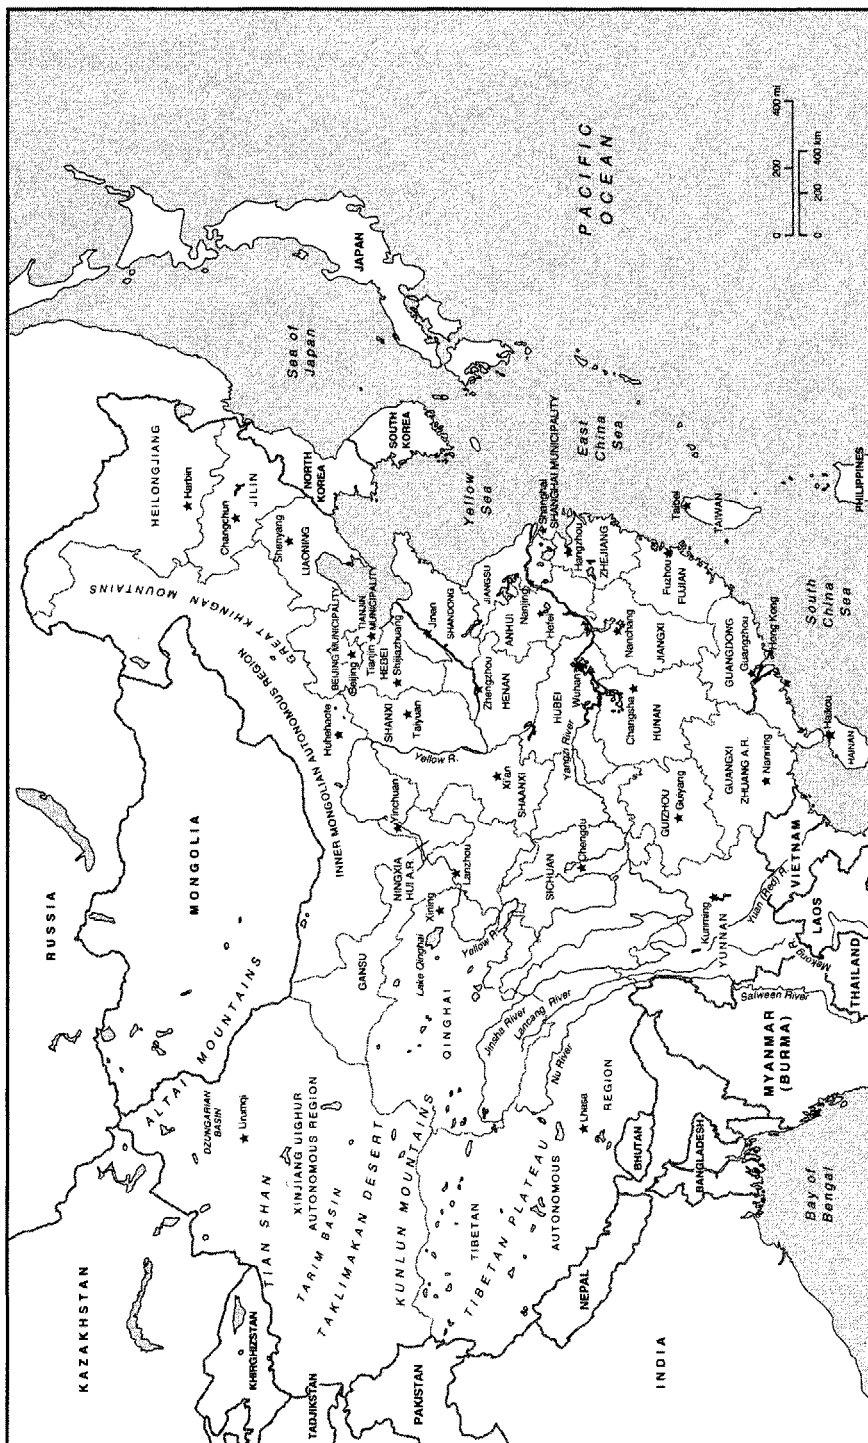 RUSSIA
KAZAKHSTAN
MONGOLIA
ALTAI MOUNTAINS
DZUNGARIAN
BASIN
Urumqi
KHIRGHIZSTAN
TIAN SHAN
XINJIANG UIGHUR
AUTONOMOUS REGION
TARIM BASIN
TAKLIMAKAN DESERT
TADJIKSTAN
PAKISTAN
KUNLUN MOUNTAINS
TIBETAN
TIBETAN PLATEAU
AUTONOMOUS
REGION
Lhasa
NEPAL
BHUTAN
BANGLADESH
INDIA
Bay of
Bengal
MYANMAR
(BURMA)
HEILONGJIANG
Harbin
Changchun
JILIN
Shenyang
LIAONING
GREAT KHINGAN MOUNTAINS
INNER MONGOLIAN AUTONOMOUS REGION
Huhehaote
BEIJING MUNICIPALITY
Beijing
TIANJIN
MUNICIPALITY
Tianjin
HEBEI
Shijiazhuang
SHANXI
Taiyuan
Yellow R.
NORTH
KOREA
SOUTH
KOREA
Sea of
Japan
JAPAN
Yellow
Sea
Jinan
SHANDONG
Zhengzhou
HENAN
JIANGSU
Nanjing
ANHUI
Hefei
Shanghai
SHANGHAI MUNICIPALITY
East
China
Sea
Hangzhou
ZHEJIANG
GANSU
NINGXIA
HUI A.R.
Yinchuan
Lanzhou
Xining
Lake Qinghai
QINGHAI
Yellow R.
Xi'an
SHAANXI
HUBEI
Wuhan
Yangzi River
SICHUAN
Chengdu
Jinsha River
Lancang River
Nu River
Changsha
HUNAN
Nanchang
JIANGXI
Fuzhou
FUJIAN
Taibei
TAIWAN
GUIZHOU
Guiyang
Kunming
YUNNAN
GUANGXI
ZHUANG A.R.
Nanning
GUANGDONG
Guangzhou
Hong Kong
Haikou
HAINAN
South
China
Sea
PHILIPPINES
VIETNAM
Yuan (Red) R.
LAOS
Mekong R.
THAILAND
Salween River
PACIFIC
OCEAN
0 200 400 mi
0 200 400 km